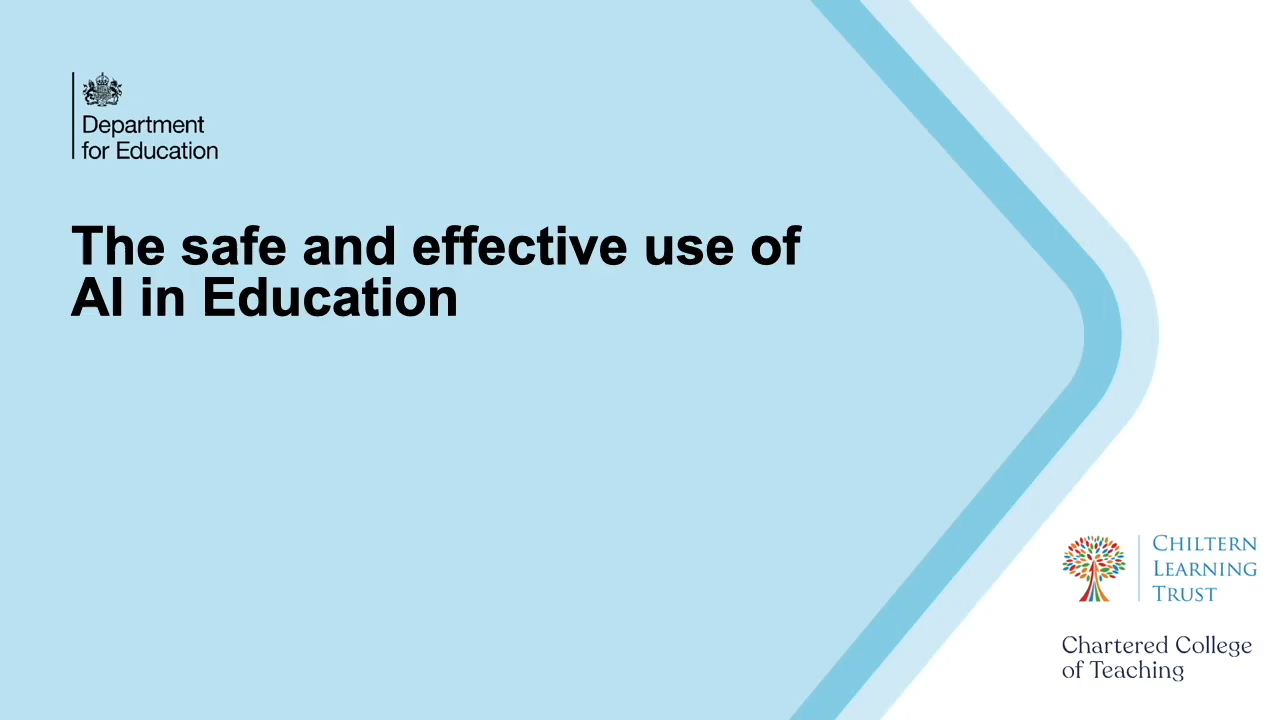 Department
for Education
The safe and effective use of
AI in Education
CHILTERN
LEARNING
TRUST
Chartered College
of Teaching